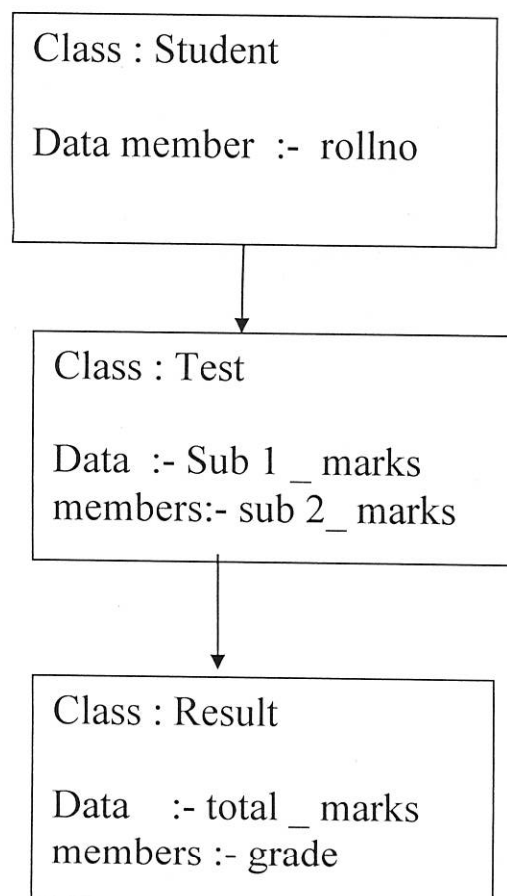 Class : Student
Data member :- rollno
Class : Test
Data :- Sub 1 _ marks
members:- sub 2_ marks
Class : Result
Data :- total _ marks
members :- grade